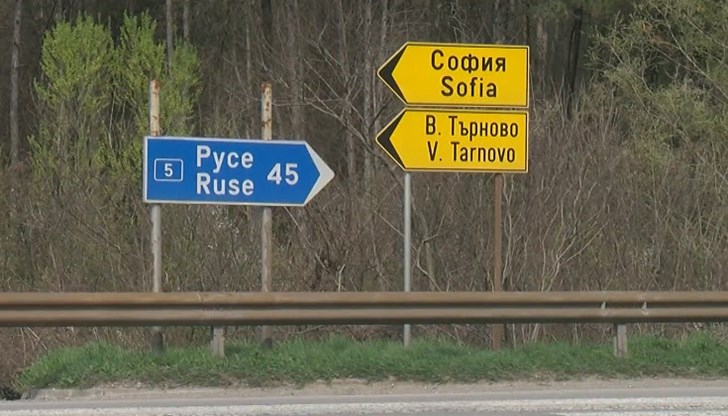 5
Русе
Ruse
45
София
Sofia
В. Търново
V. Tarnovo